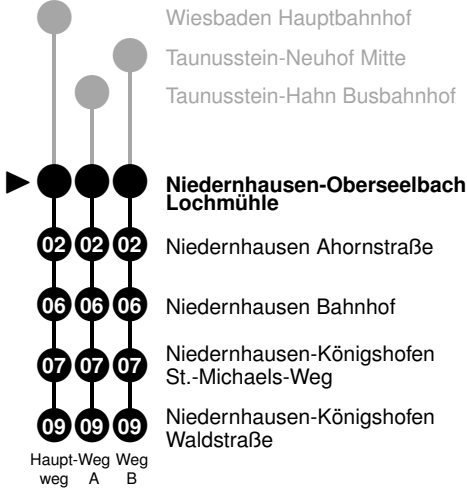 Wiesbaden Hauptbahnhof
Taunusstein-Neuhof Mitte
Taunusstein-Hahn Busbahnhof
Niedernhausen-Oberseelbach
Lochmühle
02 02 02 Niedernhausen Ahornstraße
06 06 06 Niedernhausen Bahnhof
07 07 07 Niedernhausen-Königshofen
St.-Michaels-Weg
09 09 09 Niedernhausen-Königshofen
Waldstraße
Haupt- Weg Weg
weg A B